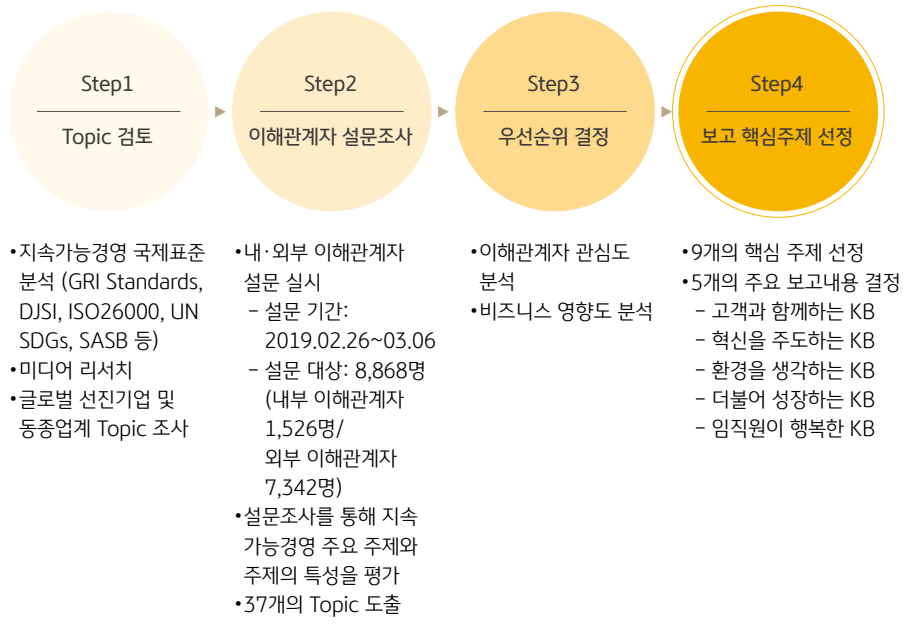 Step1
Topic 검토
Step2
이해관계자 설문조사
Step3
우선순위 결정
Step4
보고 핵심주제 선정
•지속가능경영 국제표준
분석 (GRI Standards,
DJSI, ISO26000, UN
SDGs, SASB 등)
•미디어 리서치
•글로벌 선진기업 및
동종업계 Topic 조사
•내·외부 이해관계자
설문 실시
– 설문 기간:
2019.02.26~03.06
– 설문 대상: 8,868명
(내부 이해관계자
1,526명/
외부 이해관계자
7,342명)
•설문조사를 통해 지속
가능경영 주요 주제와
주제의 특성을 평가
•37개의 Topic 도출
•이해관계자 관심도
분석
•비즈니스 영향도 분석
•9개의 핵심 주제 선정
•5개의 주요 보고내용 결정
– 고객과 함께하는 KB
– 혁신을 주도하는 KB
– 환경을 생각하는 KB
– 더불어 성장하는 KB
– 임직원이 행복한 KB